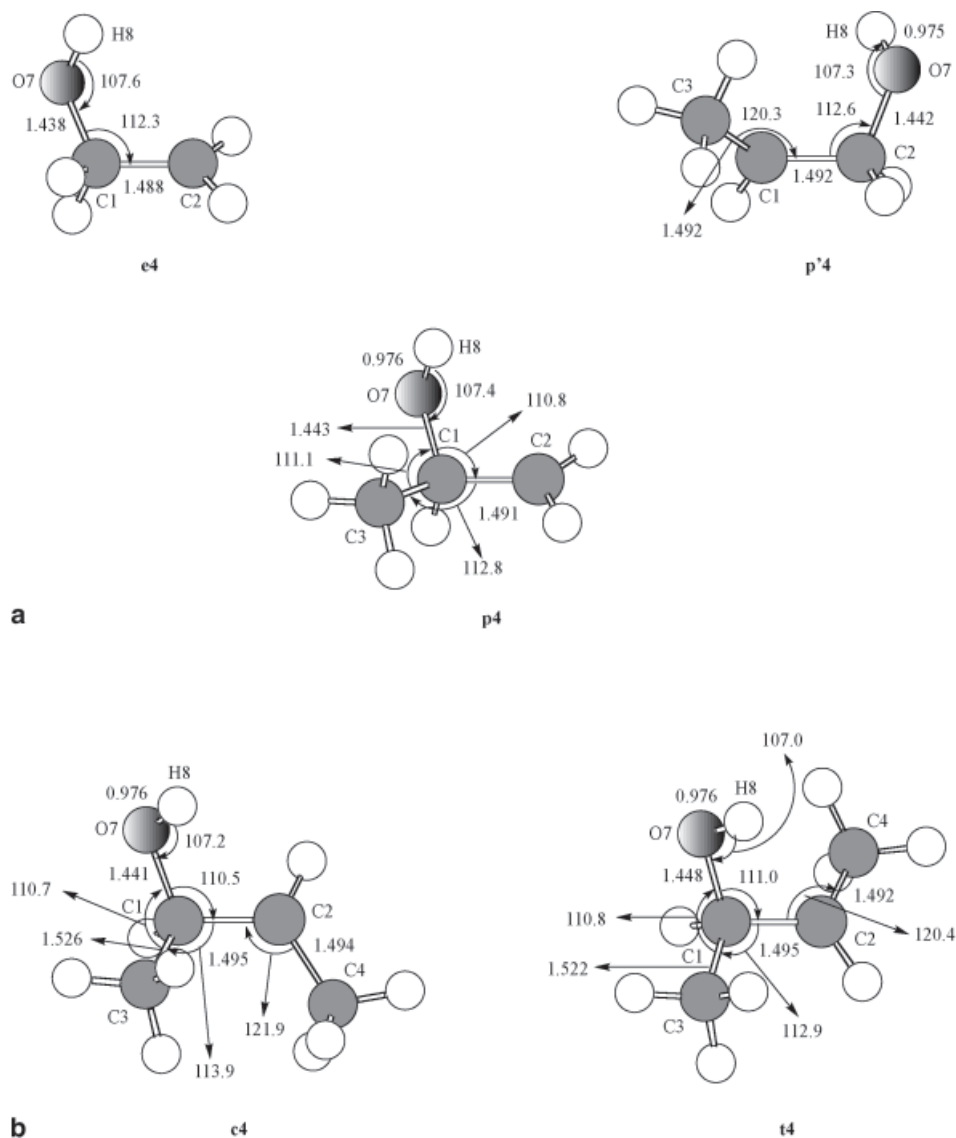 H8
O7
107.6
1.438
112.3
1.488
C1
C2
e4
H8
0.975
C3
107.3
O7
120.3
112.6
1.442
C2
1.492
C1
1.492
p'4
0.976
H8
O7
107.4
110.8
1.443
C1
C2
111.1
1.491
C3
112.8
a
p4
H8
0.976
O7
107.2
1.441
110.5
110.7
C1
C2
1.526
1.495
1.494
C4
C3
121.9
113.9
b
c4
107.0
0.976
H8
O7
C4
1.448
111.0
1.492
110.8
120.4
C1
1.495
C2
1.522
C3
112.9
t4